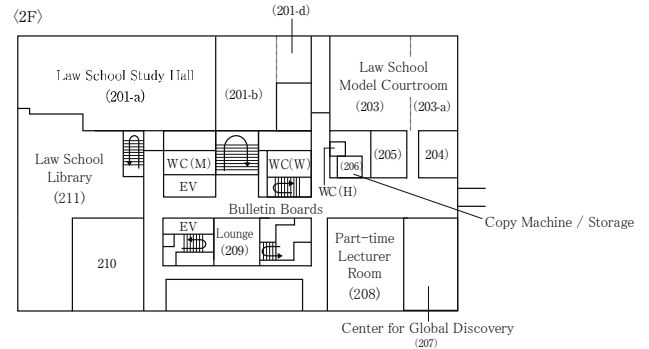 〈2F〉
(201-d)
Law School Study Hall
(201-a)
(201-b)
Law School
Model Courtroom
(203)
(203-a)
Law School
Library
(211)
WC(M)
EV
WC(W)
WC(H)
(206)
(205)
204)
Bulletin Boards
Copy Machine / Storage
EV
Lounge
(209)
210
Part-time
Lecturer
Room
(208)
Center for Global Discovery
(207)